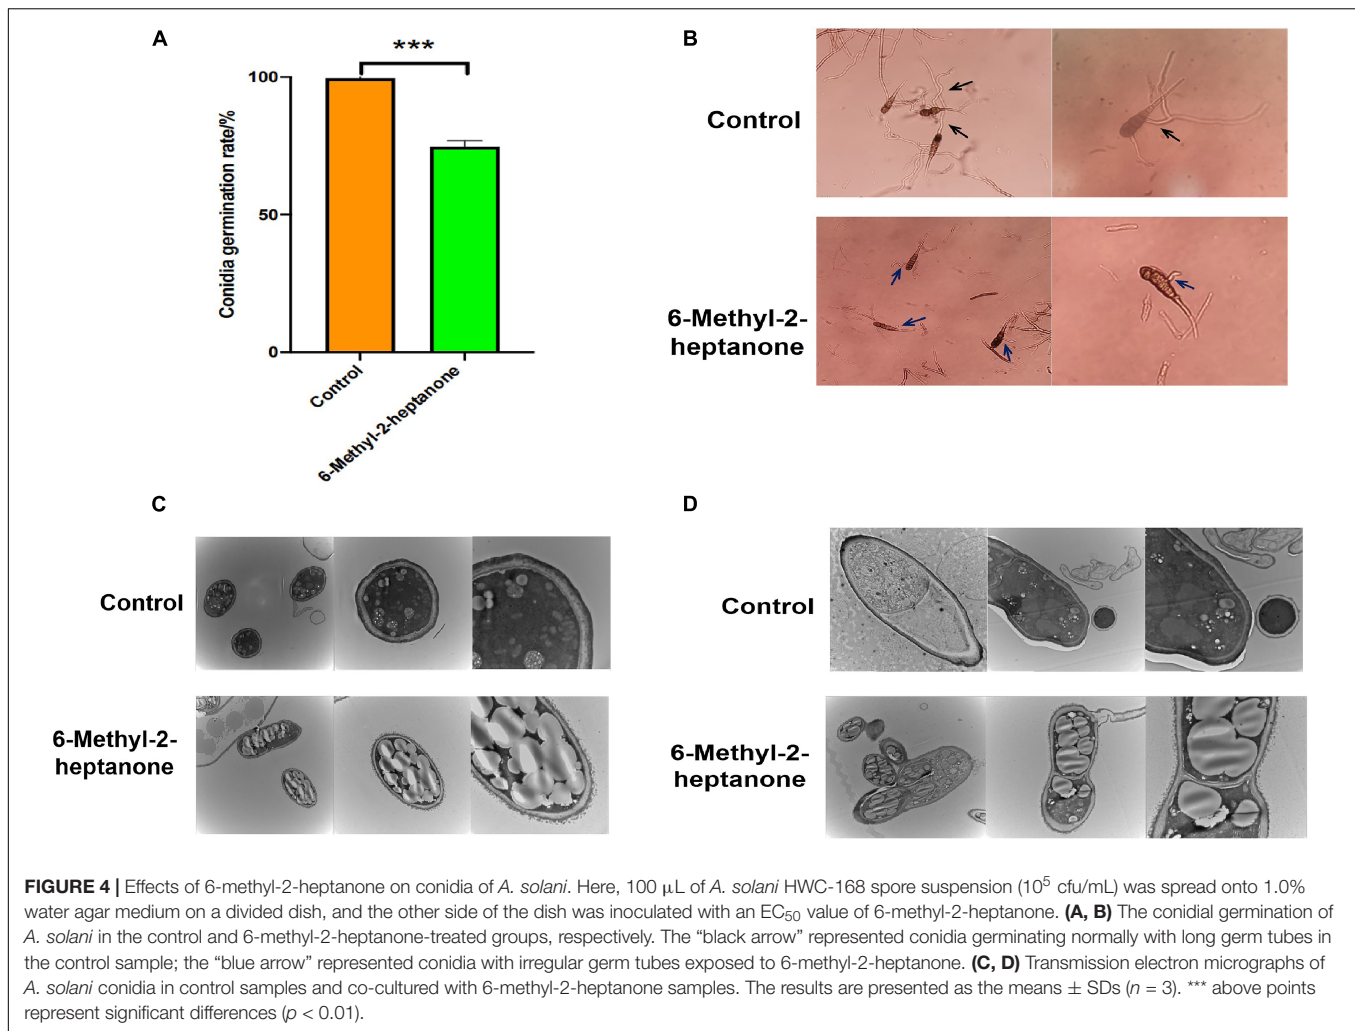 A
***
100
50
0
Conidia germination rate/%
Control
6-Methyl-2-heptanone
B
Control
6-Methyl-2-
heptanone
C
Control
6-Methyl-2-
heptanone
D
Control
6-Methyl-2-
heptanone
FIGURE 4 | Effects of 6-methyl-2-heptanone on conidia of A. solani. Here, 100 μL of A. solani HWC-168 spore suspension (10⁵ cfu/mL) was spread onto 1.0%
water agar medium on a divided dish, and the other side of the dish was inoculated with an EC₅₀ value of 6-methyl-2-heptanone. (A, B) The conidial germination of
A. solani in the control and 6-methyl-2-heptanone-treated groups, respectively. The “black arrow” represented conidia germinating normally with long germ tubes in
the control sample; the “blue arrow” represented conidia with irregular germ tubes exposed to 6-methyl-2-heptanone. (C, D) Transmission electron micrographs of
A. solani conidia in control samples and co-cultured with 6-methyl-2-heptanone samples. The results are presented as the means ± SDs (n = 3). *** above points
represent significant differences (p < 0.01).